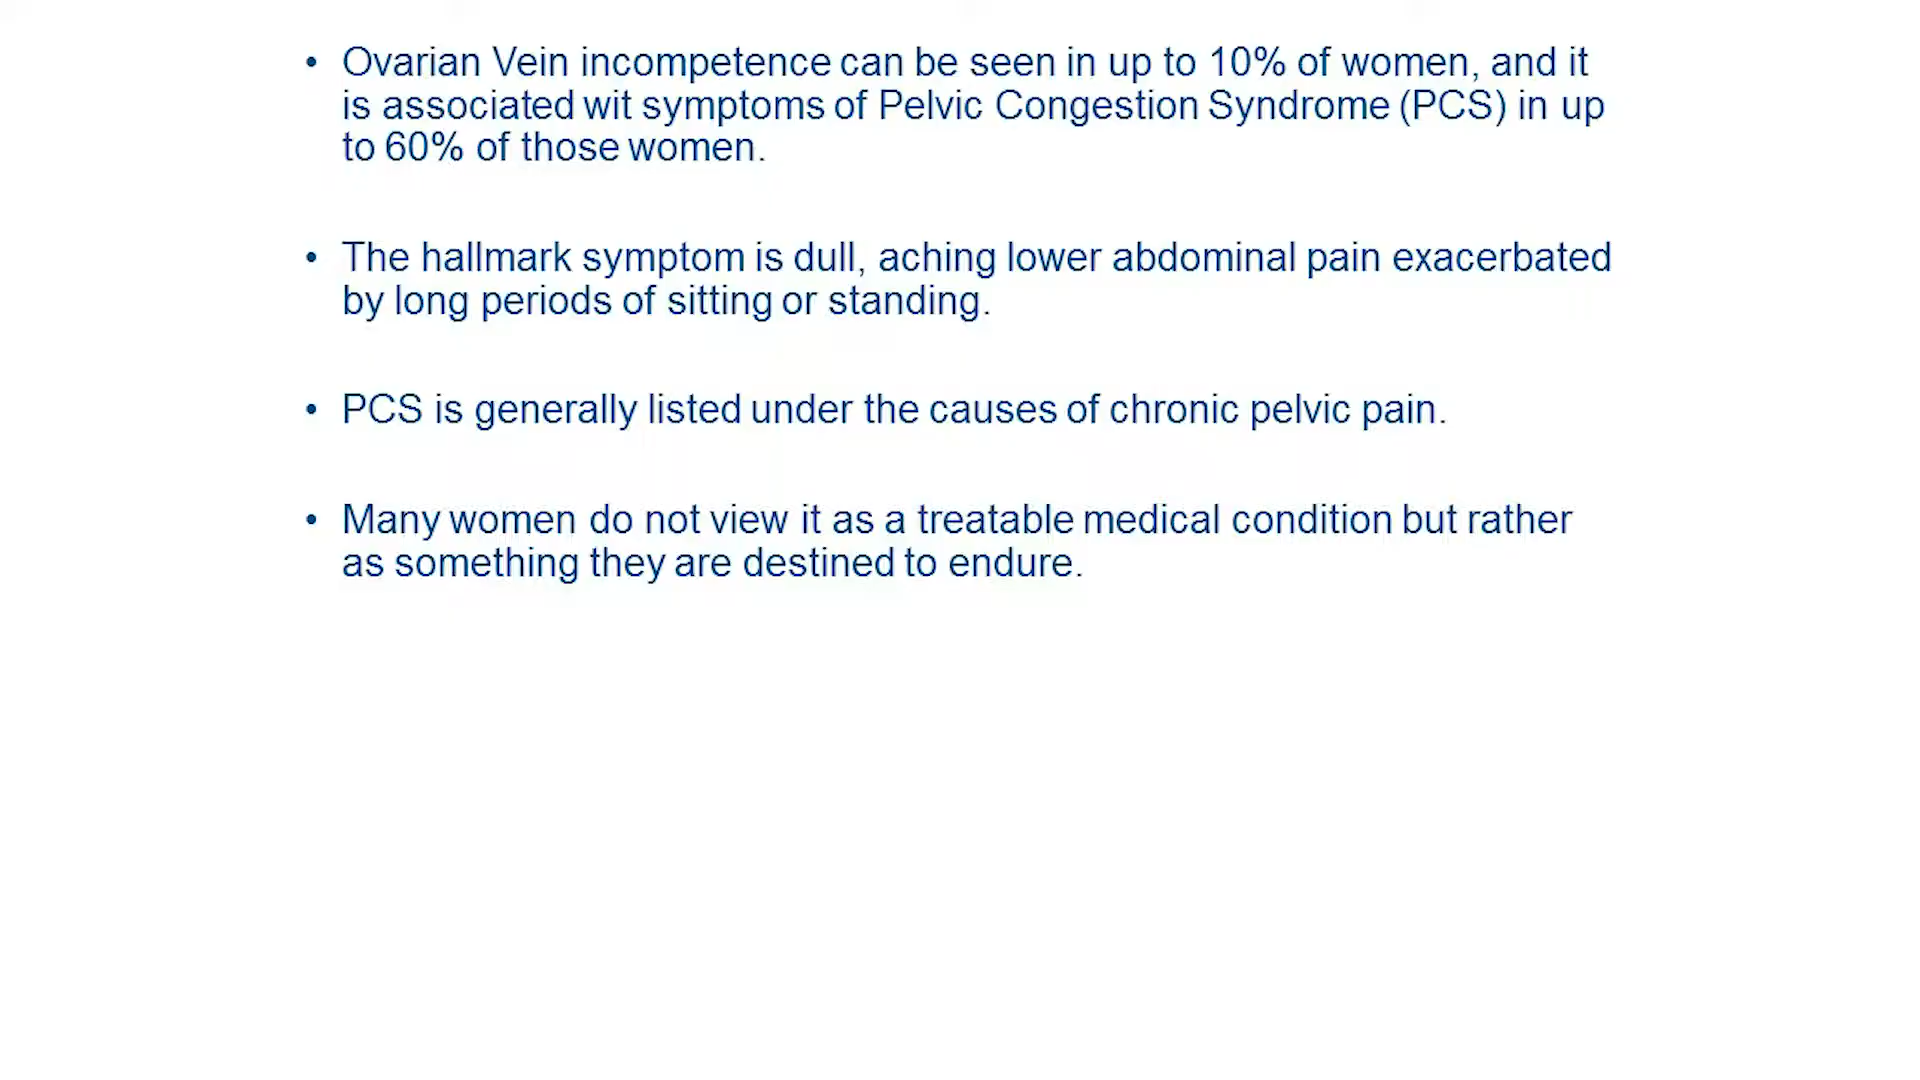 • Ovarian Vein incompetence can be seen in up to 10% of women, and it
is associated wit symptoms of Pelvic Congestion Syndrome (PCS) in up
to 60% of those women.
• The hallmark symptom is dull, aching lower abdominal pain exacerbated
by long periods of sitting or standing.
• PCS is generally listed under the causes of chronic pelvic pain.
• Many women do not view it as a treatable medical condition but rather
as something they are destined to endure.